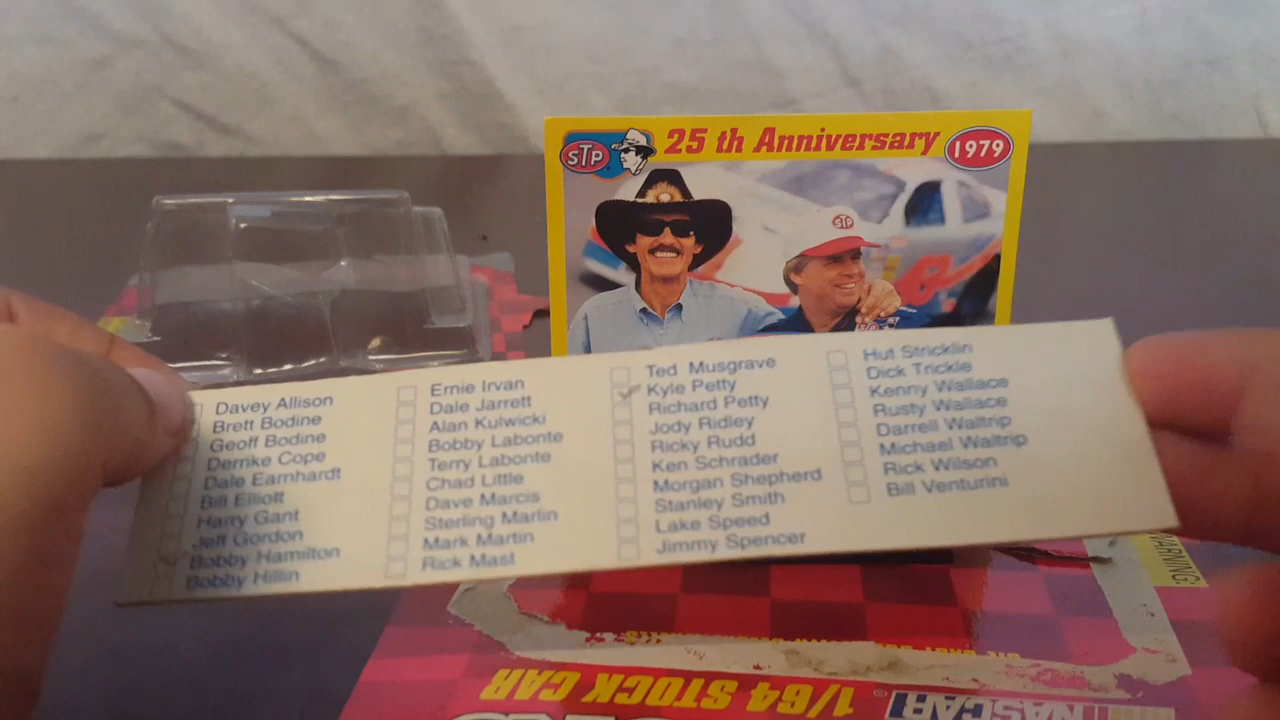 STP
25 th Anniversary
1979
STP
Davey Allison
Brett Bodine
Geoff Bodine
Derrike Cope
Dale Earnhardt
Bill Elliott
Harry Gant
Jeff Gordon
Bobby Hamilton
Bobby Hillin
Ernie Irvan
Dale Jarrett
Alan Kulwicki
Bobby Labonte
Terry Labonte
Chad Little
Dave Marcis
Sterling Marlin
Mark Martin
Rick Mast
Ted Musgrave
Kyle Petty
Richard Petty
Jody Ridley
Ricky Rudd
Ken Schrader
Morgan Shepherd
Stanley Smith
Lake Speed
Jimmy Spencer
Hut Stricklin
Dick Trickle
Kenny Wallace
Rusty Wallace
Darrell Waltrip
Michael Waltrip
Rick Wilson
Bill Venturini
WARNING:
1/64 STOCK CAR
NASCAR